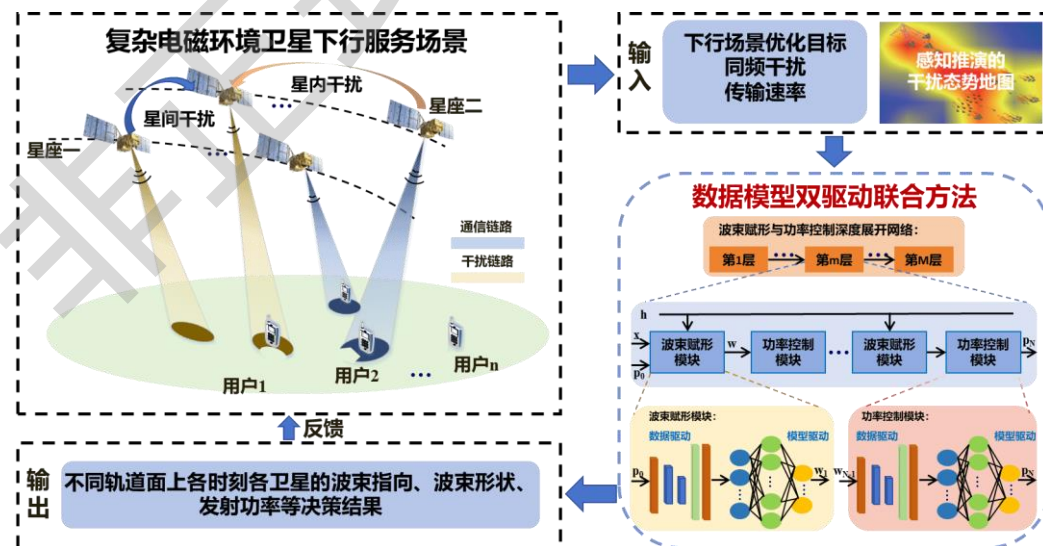 复杂电磁环境卫星下行服务场景
星内干扰
星座二
星间干扰
星座一
通信链路
干扰链路
用户1
用户2
...
用户n
输入
下行场景优化目标
同频干扰
传输速率
感知推演的
干扰态势地图
数据模型双驱动联合方法
波束赋形与功率控制深度展开网络
第1层
...
第m层
...
第M层
h
x
p₀
波束赋形
模块
w
功率控制
模块
...
波束赋形
模块
功率控制
模块
p_N
波束赋形模块：
数据驱动
模型驱动
p₀
w₁
功率控制模块：
数据驱动
模型驱动
w_{N-1}
p_N
反馈
输出
不同轨道面上各时刻各卫星的波束指向、波束形状、
发射功率等决策结果